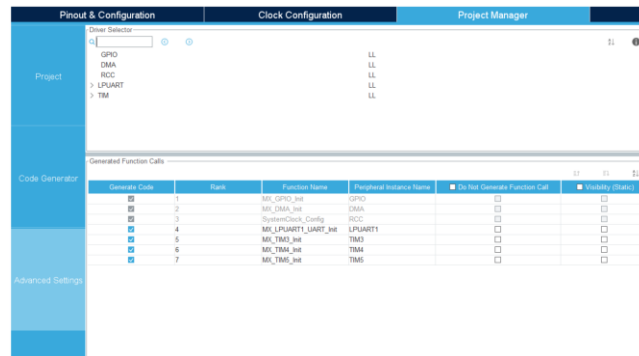 Pinout & Configuration Clock Configuration Project Manager
Driver Selector
Project
GPIO LL
DMA LL
RCC LL
> LPUART LL
> TIM LL
Code Generator
Generated Function Calls
Generate Code Rank Function Name Peripheral Instance Name Do Not Generate Function Call Visibility (Static)
1 MX_GPIO_Init GPIO
2 MX_DMA_Init DMA
3 SystemClock_Config RCC
4 MX_LPUART1_UART_Init LPUART1
5 MX_TIM3_Init TIM3
6 MX_TIM4_Init TIM4
7 MX_TIM5_Init TIM5
Advanced Settings